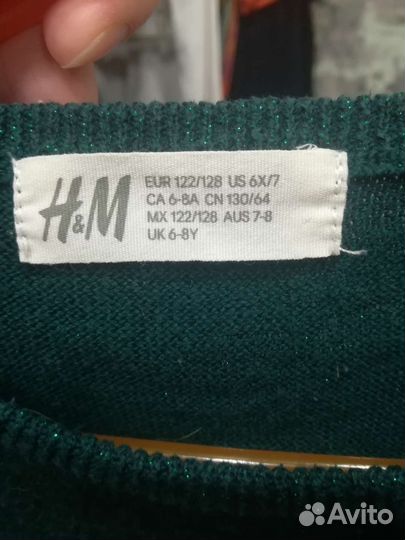 H&M
EUR 122/128 US 6X/7
CA 6-8A CN 130/64
MX 122/128 AUS 7-8
UK 6-8Y
Avito